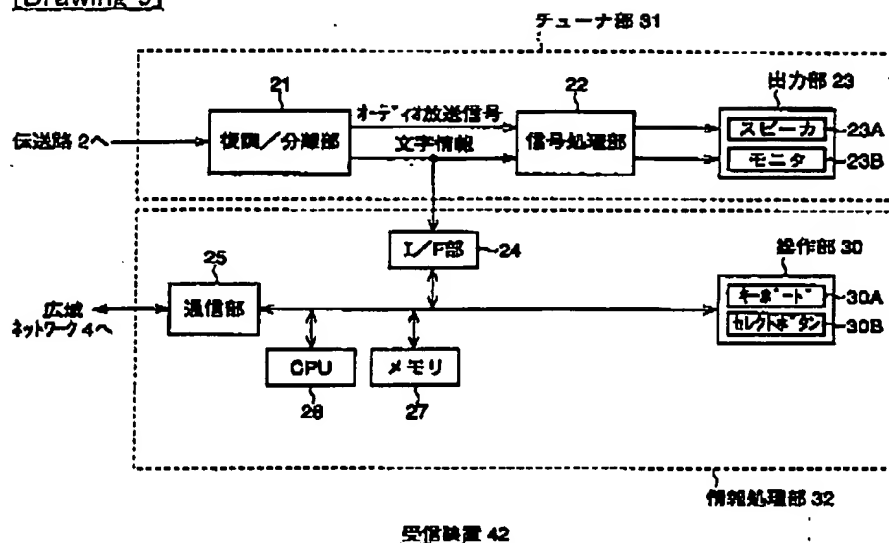 チューナ部 31
21
22
出力部 23
オーディオ放送信号
スピーカ
23A
伝送路 2へ
復調／分離部
文字情報
信号処理部
モニタ
23B
I／F部
24
25
操作部 30
広域
ネットワーク 4へ
通信部
キーボード
30A
セレクトボタン
30B
CPU
メモリ
27
情報処理部 32
受信装置 42